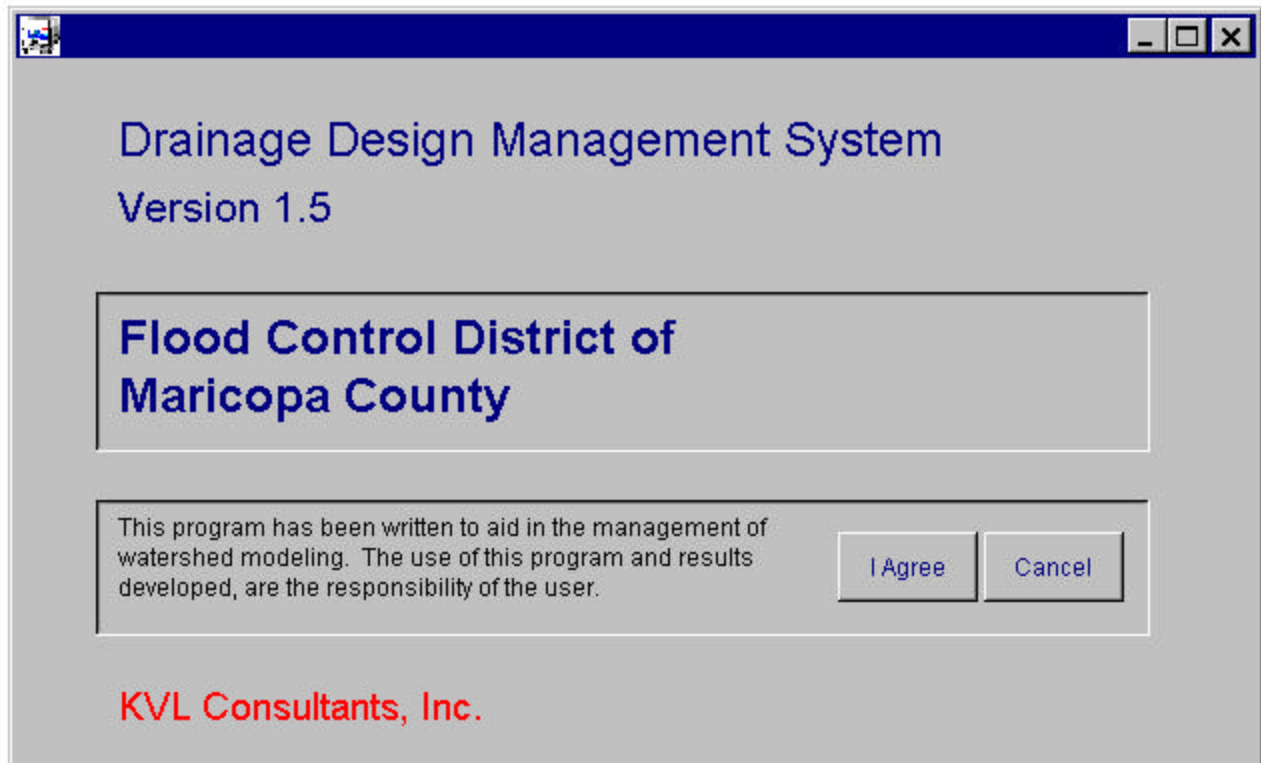 Drainage Design Management System
Version 1.5
Flood Control District of
Maricopa County
This program has been written to aid in the management of
watershed modeling.  The use of this program and results
developed, are the responsibility of the user.
I Agree
Cancel
KVL Consultants, Inc.